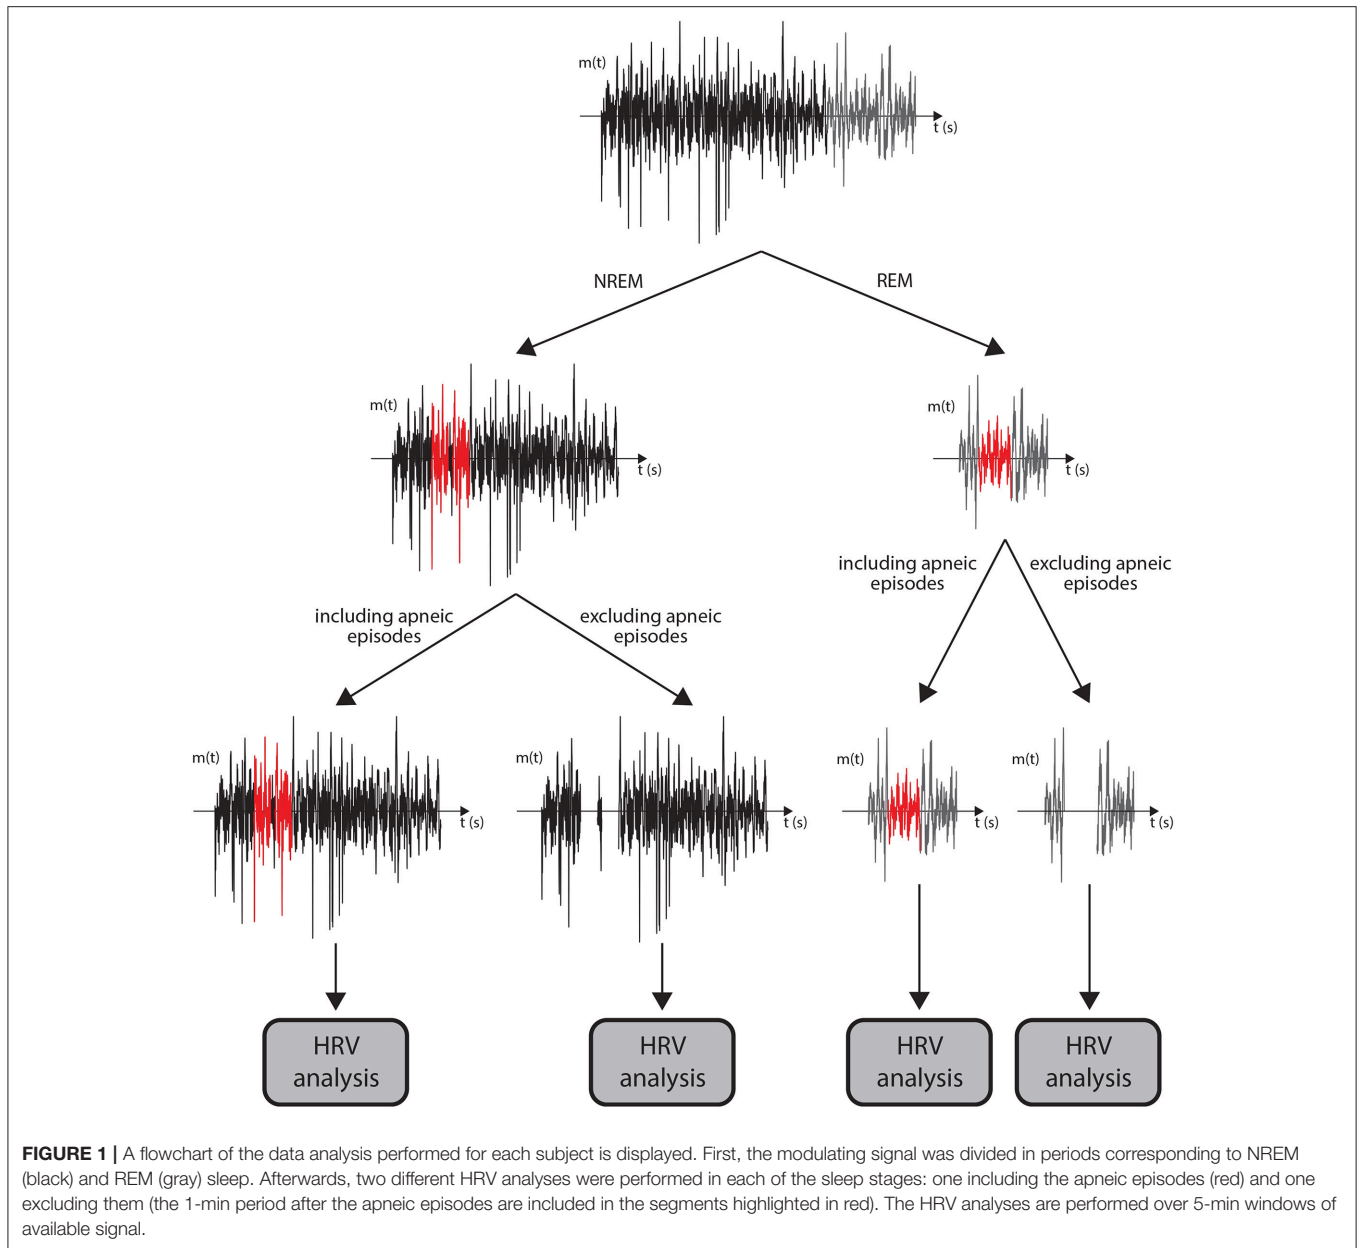 m(t)
t (s)
NREM
REM
m(t)
t (s)
m(t)
t (s)
including apneic
episodes
excluding apneic
episodes
including apneic
episodes
excluding apneic
episodes
m(t)
t (s)
m(t)
t (s)
m(t)
t (s)
m(t)
t (s)
HRV
analysis
HRV
analysis
HRV
analysis
HRV
analysis
FIGURE 1 | A flowchart of the data analysis performed for each subject is displayed. First, the modulating signal was divided in periods corresponding to NREM
(black) and REM (gray) sleep. Afterwards, two different HRV analyses were performed in each of the sleep stages: one including the apneic episodes (red) and one
excluding them (the 1-min period after the apneic episodes are included in the segments highlighted in red). The HRV analyses are performed over 5-min windows of
available signal.